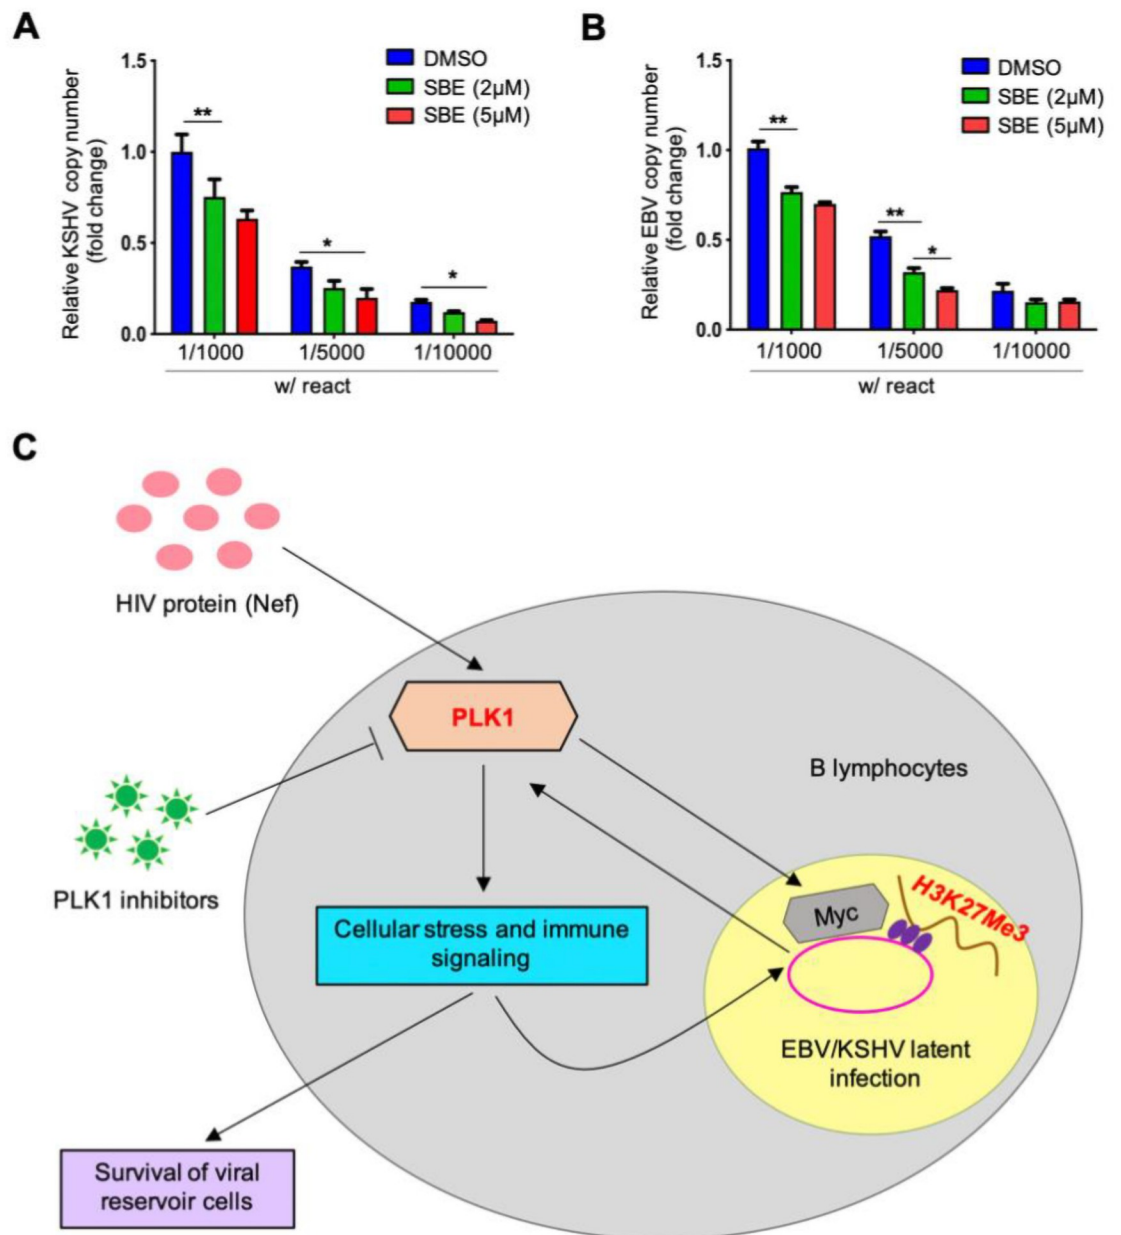 A
Relative KSHV copy number
(fold change)
1.5
1.0
0.5
0.0
DMSO
SBE (2μM)
SBE (5μM)
**
*
*
1/1000
1/5000
1/10000
w/ react
B
Relative EBV copy number
(fold change)
1.5
1.0
0.5
0.0
DMSO
SBE (2μM)
SBE (5μM)
**
**
*
1/1000
1/5000
1/10000
w/ react
C
HIV protein (Nef)
PLK1
B lymphocytes
PLK1 inhibitors
Myc
H3K27Me3
Cellular stress and immune
signaling
EBV/KSHV latent
infection
Survival of viral
reservoir cells